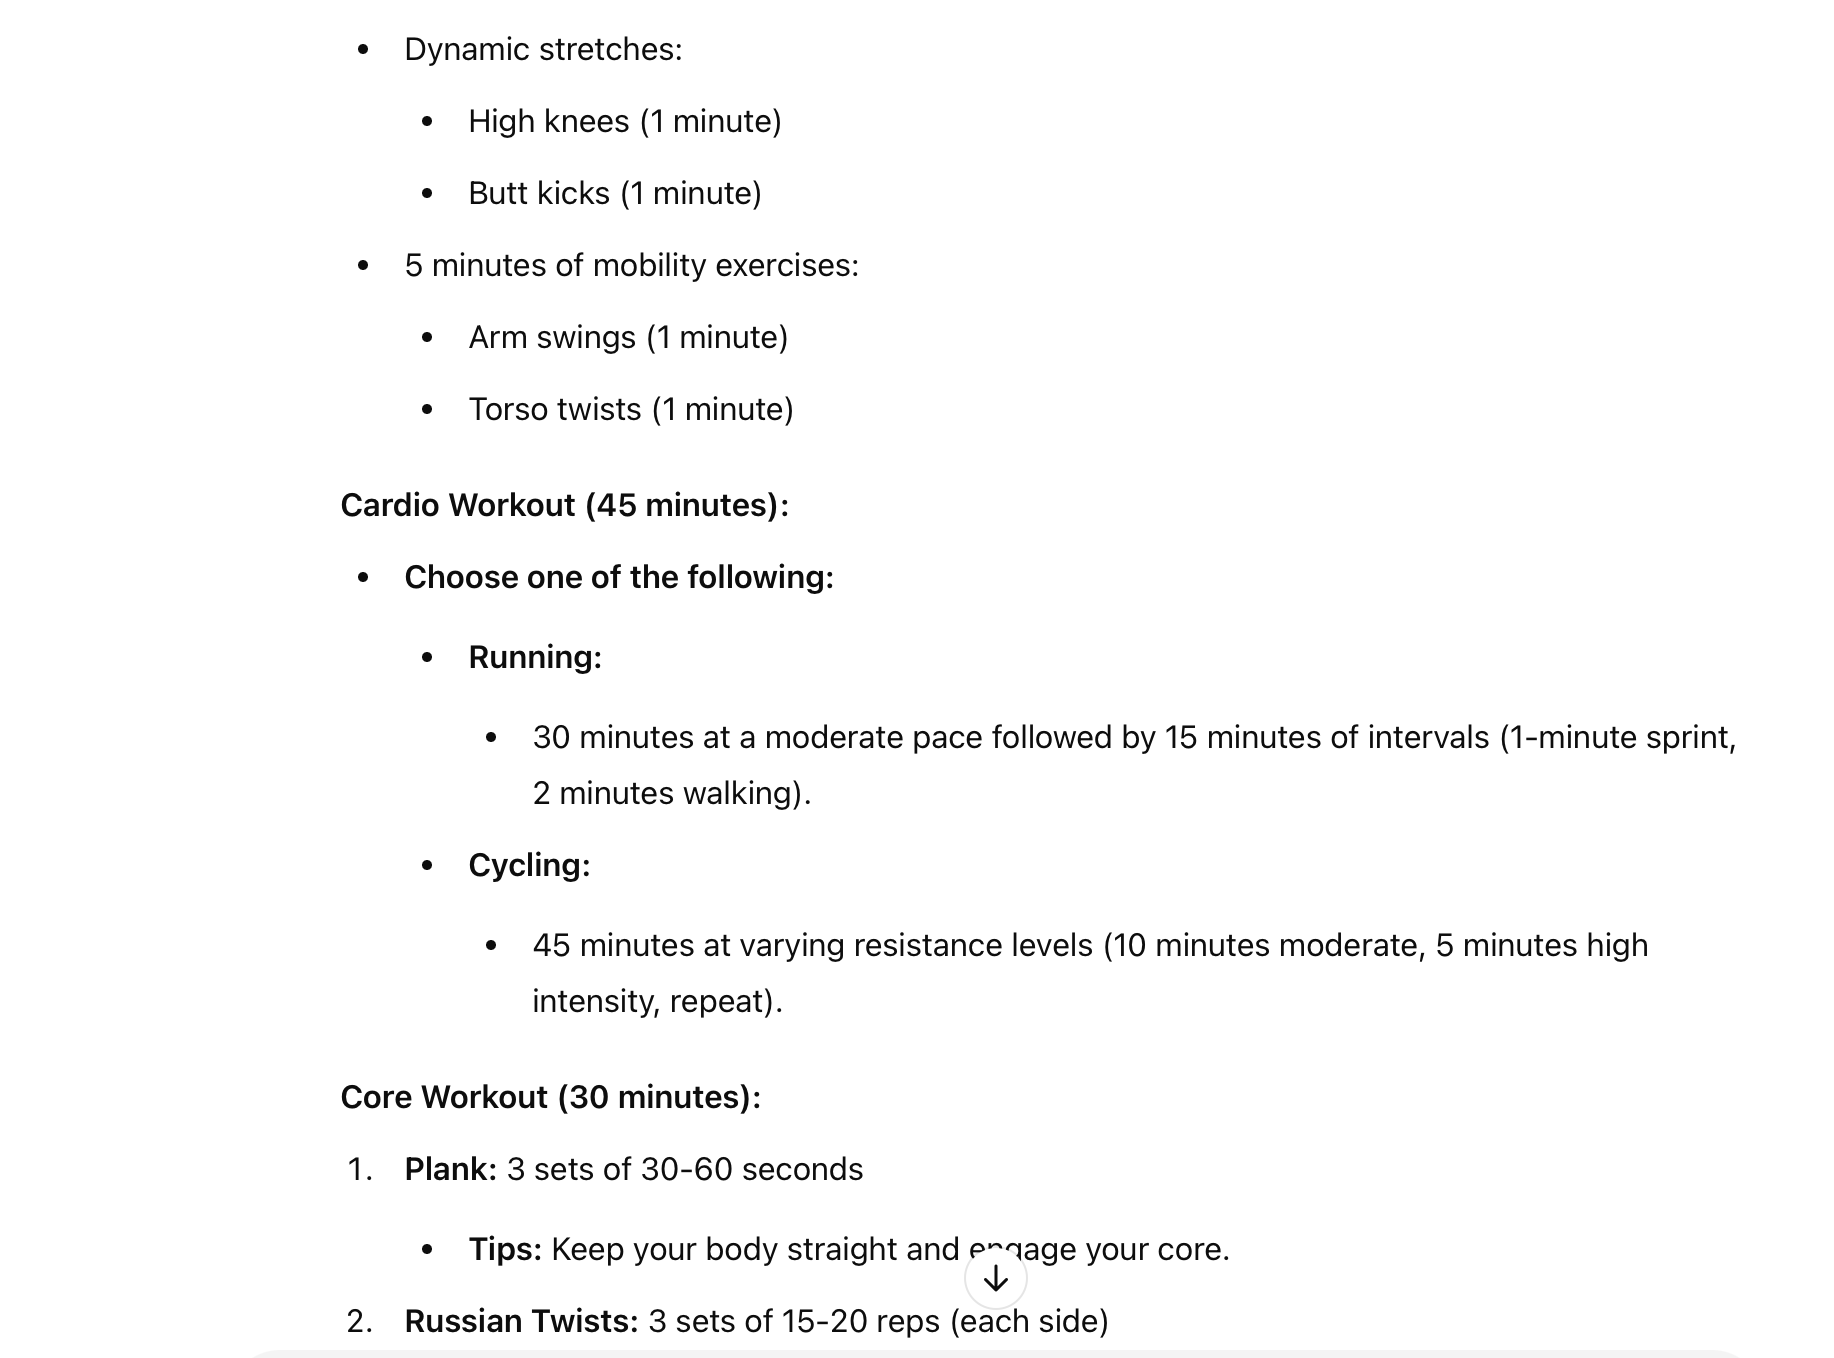 • Dynamic stretches:
• High knees (1 minute)
• Butt kicks (1 minute)
• 5 minutes of mobility exercises:
• Arm swings (1 minute)
• Torso twists (1 minute)
Cardio Workout (45 minutes):
• Choose one of the following:
• Running:
• 30 minutes at a moderate pace followed by 15 minutes of intervals (1-minute sprint,
2 minutes walking).
• Cycling:
• 45 minutes at varying resistance levels (10 minutes moderate, 5 minutes high
intensity, repeat).
Core Workout (30 minutes):
1. Plank: 3 sets of 30-60 seconds
• Tips: Keep your body straight and engage your core.
2. Russian Twists: 3 sets of 15-20 reps (each side)